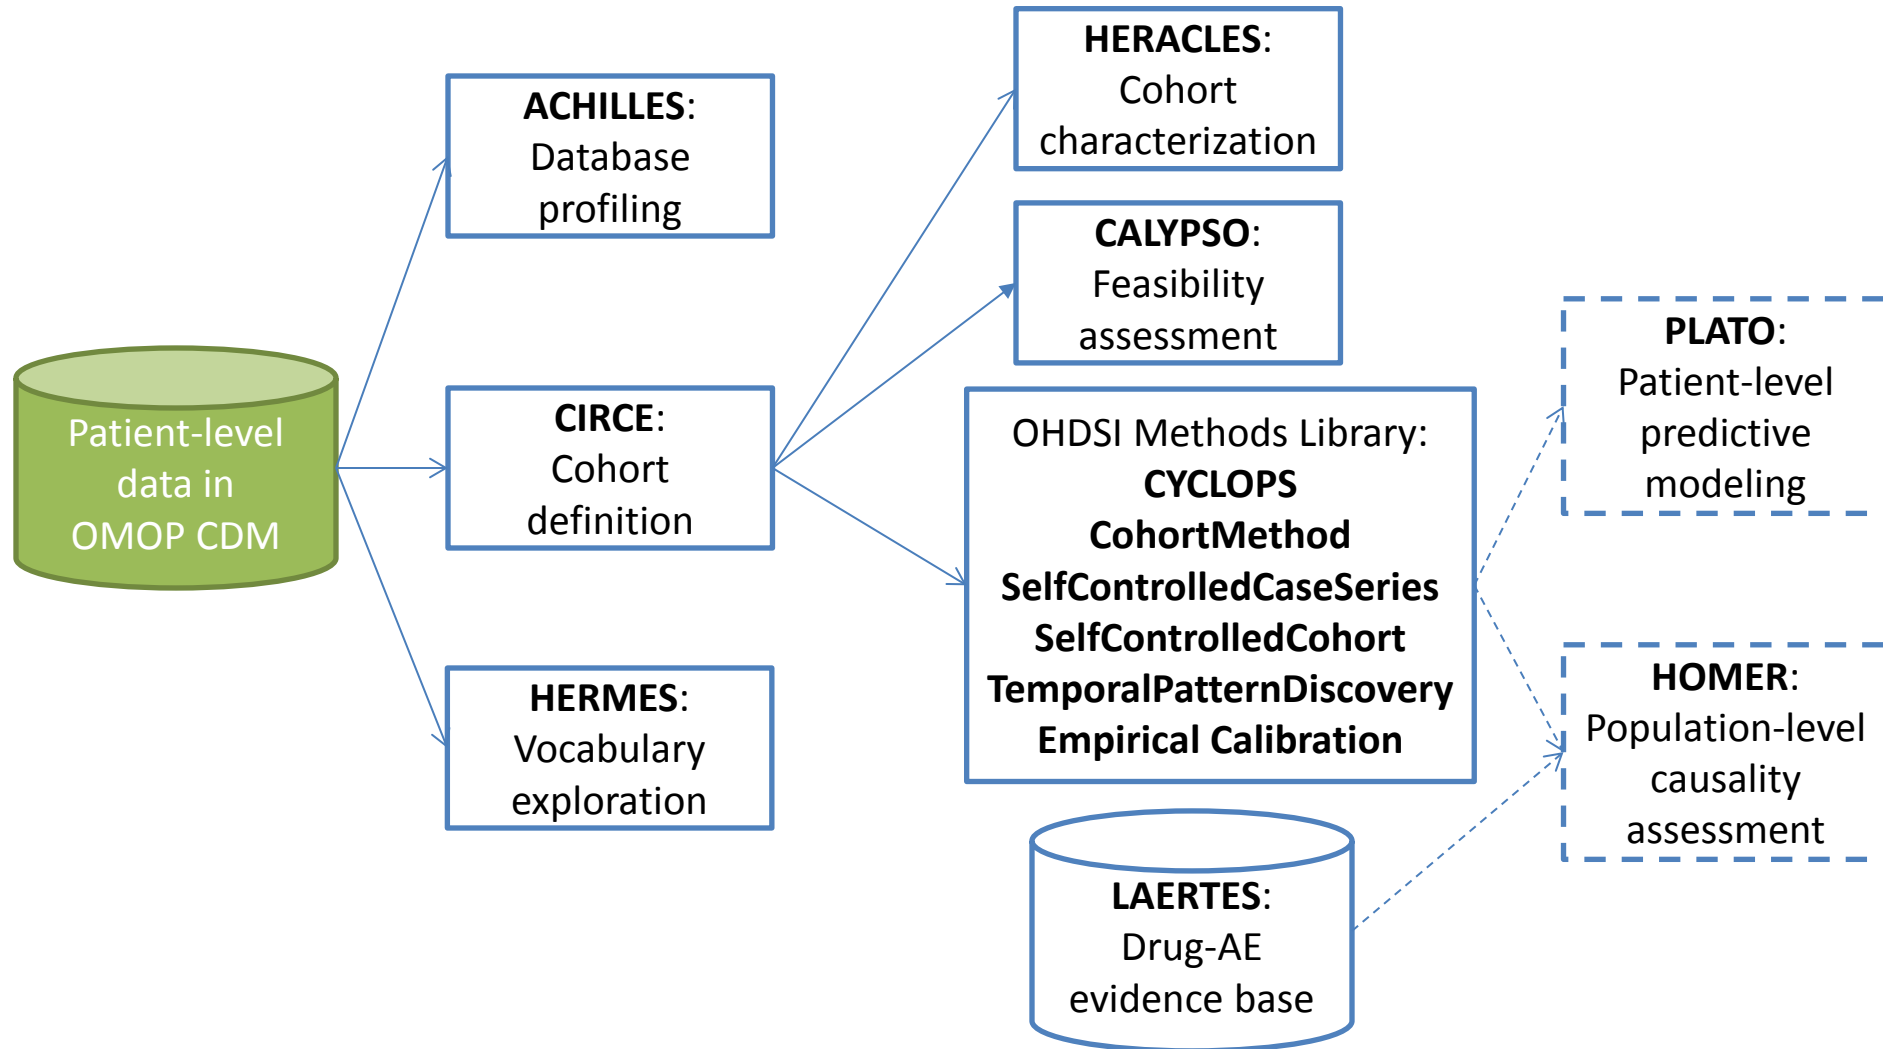 Patient-level
data in
OMOP CDM
ACHILLES:
Database
profiling
CIRCE:
Cohort
definition
HERMES:
Vocabulary
exploration
HERACLES:
Cohort
characterization
CALYPSO:
Feasibility
assessment
OHDSI Methods Library:
CYCLOPS
CohortMethod
SelfControlledCaseSeries
SelfControlledCohort
TemporalPatternDiscovery
Empirical Calibration
LAERTES:
Drug-AE
evidence base
PLATO:
Patient-level
predictive
modeling
HOMER:
Population-level
causality
assessment